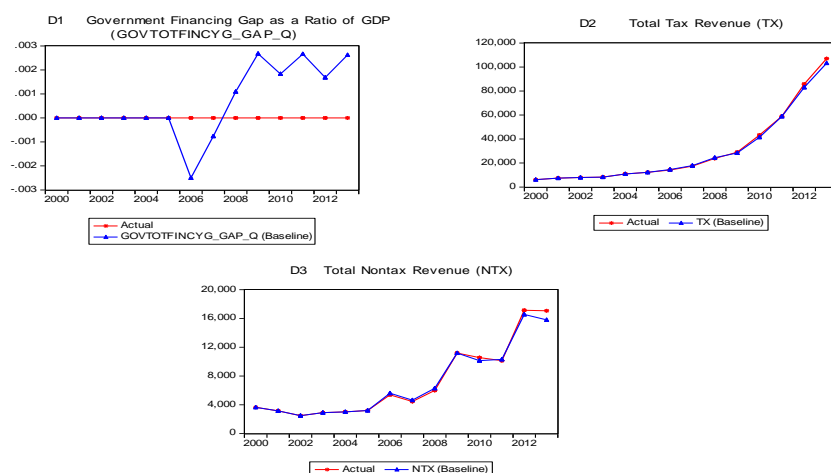 D1 Government Financing Gap as a Ratio of GDP
(GOVTOTFINCYG_GAP_Q)
.003
.002
.001
.000
-.001
-.002
-.003
2000 2002 2004 2006 2008 2010 2012
Actual
GOVTOTFINCYG_GAP_Q (Baseline)
D2 Total Tax Revenue (TX)
120,000
100,000
80,000
60,000
40,000
20,000
0
2000 2002 2004 2006 2008 2010 2012
Actual TX (Baseline)
D3 Total Nontax Revenue (NTX)
20,000
16,000
12,000
8,000
4,000
0
2000 2002 2004 2006 2008 2010 2012
Actual NTX (Baseline)